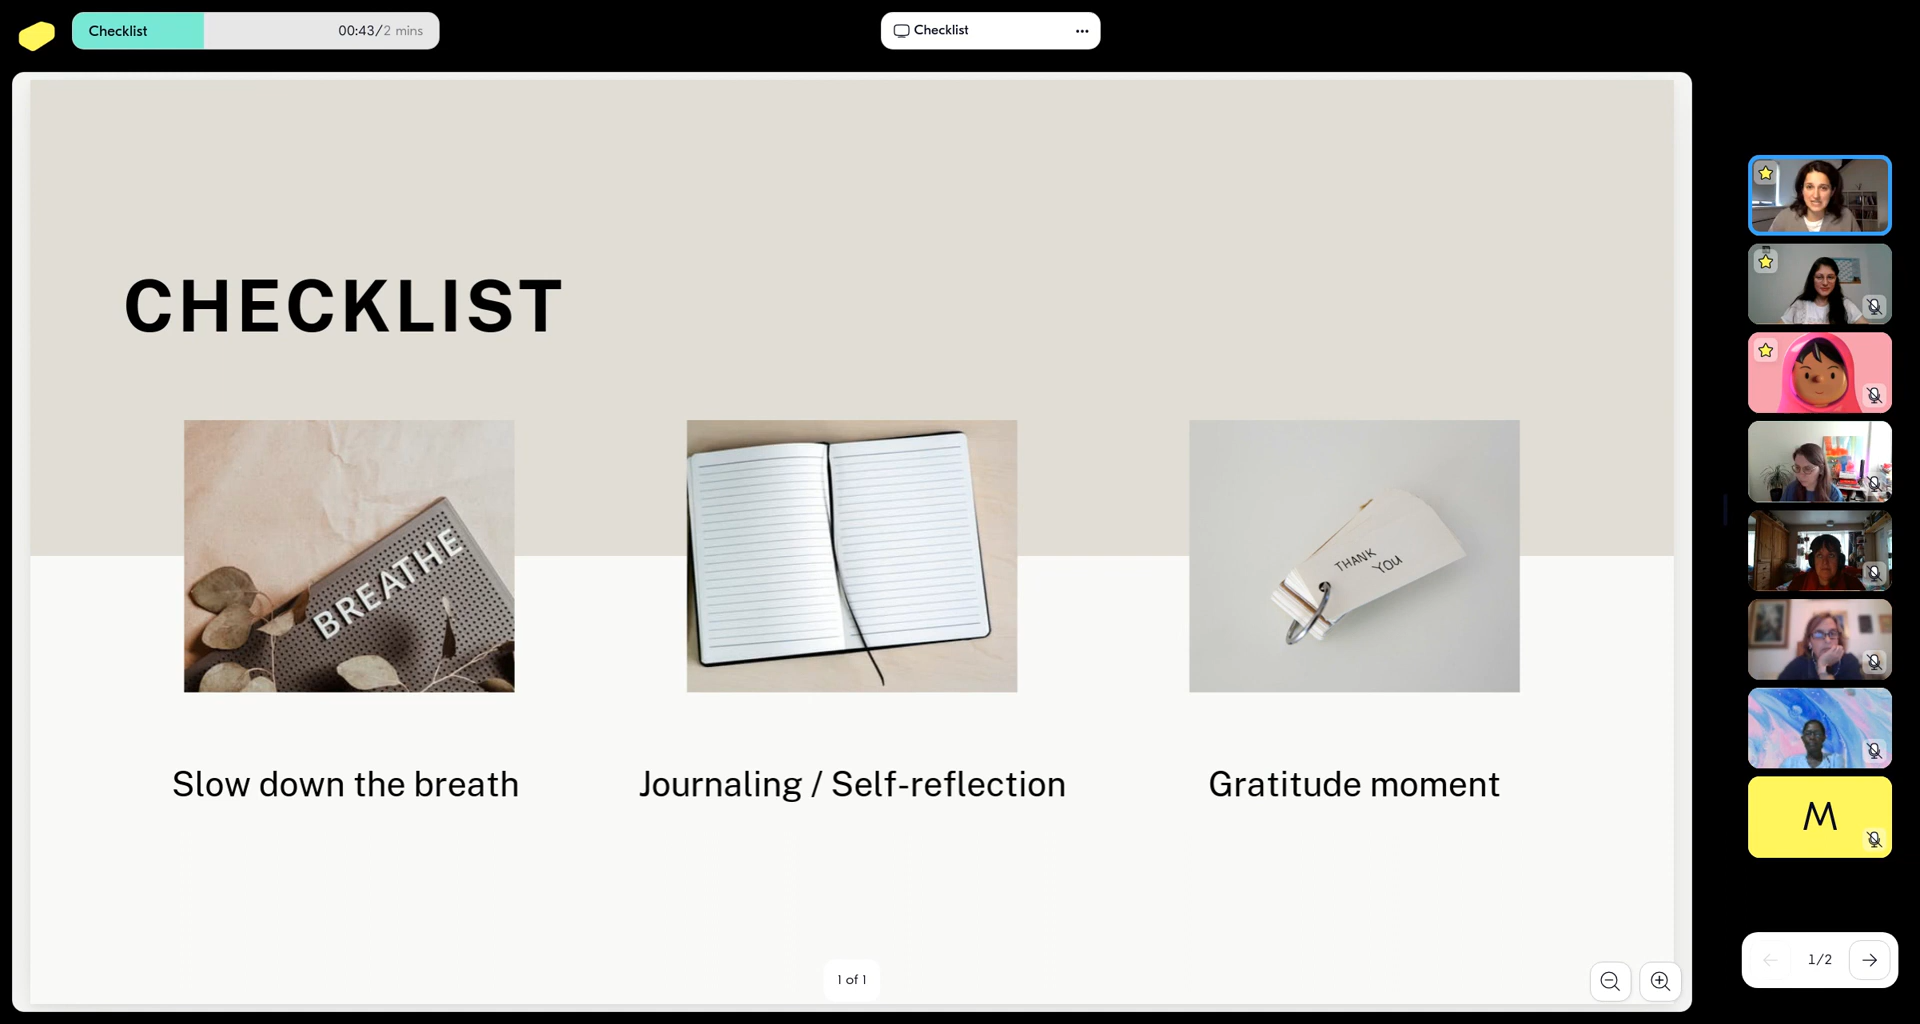 Checklist
00:43/2 mins
Checklist
CHECKLIST
BREATHE
THANK
YOU
Slow down the breath
Journaling / Self-reflection
Gratitude moment
M
1/2
1 of 1